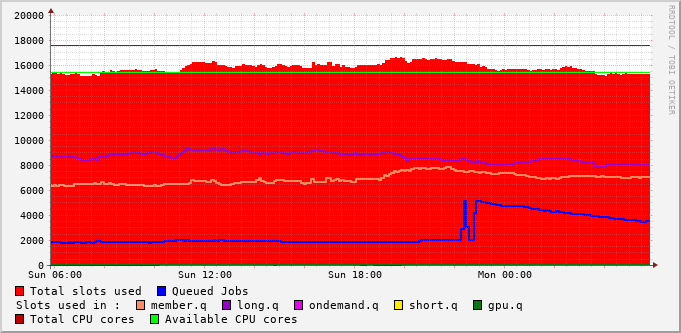 20000
18000
16000
14000
12000
10000
8000
6000
4000
2000
0
Sun 06:00 Sun 12:00 Sun 18:00 Mon 00:00
Total slots used Queued Jobs
Slots used in : member.q long.q ondemand.q short.q gpu.q
Total CPU cores Available CPU cores
RRDTOOL / TOBI OETIKER